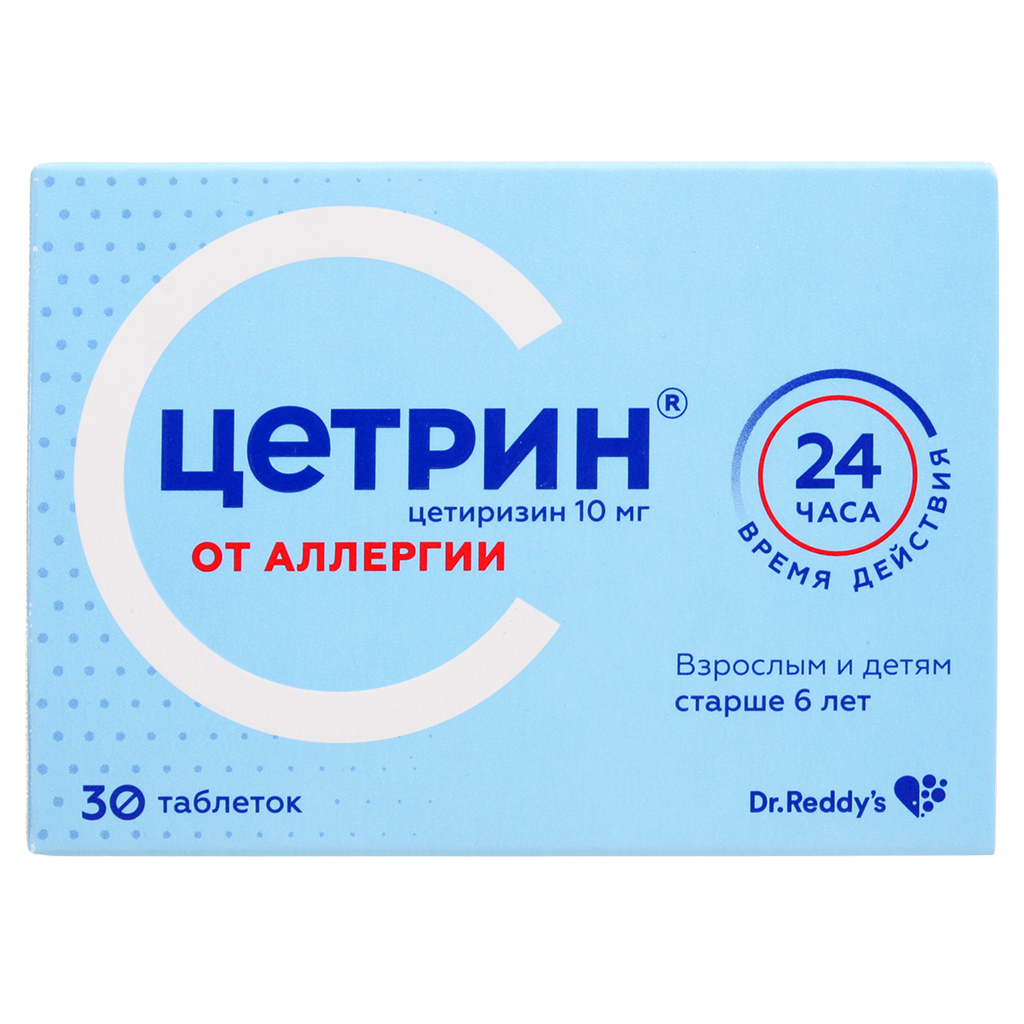 ЦЕТРИН®
цетиризин 10 мг
ОТ АЛЛЕРГИИ
24
ЧАСА
ВРЕМЯ ДЕЙСТВИЯ
Взрослым и детям
старше 6 лет
30 таблеток
Dr.Reddy's